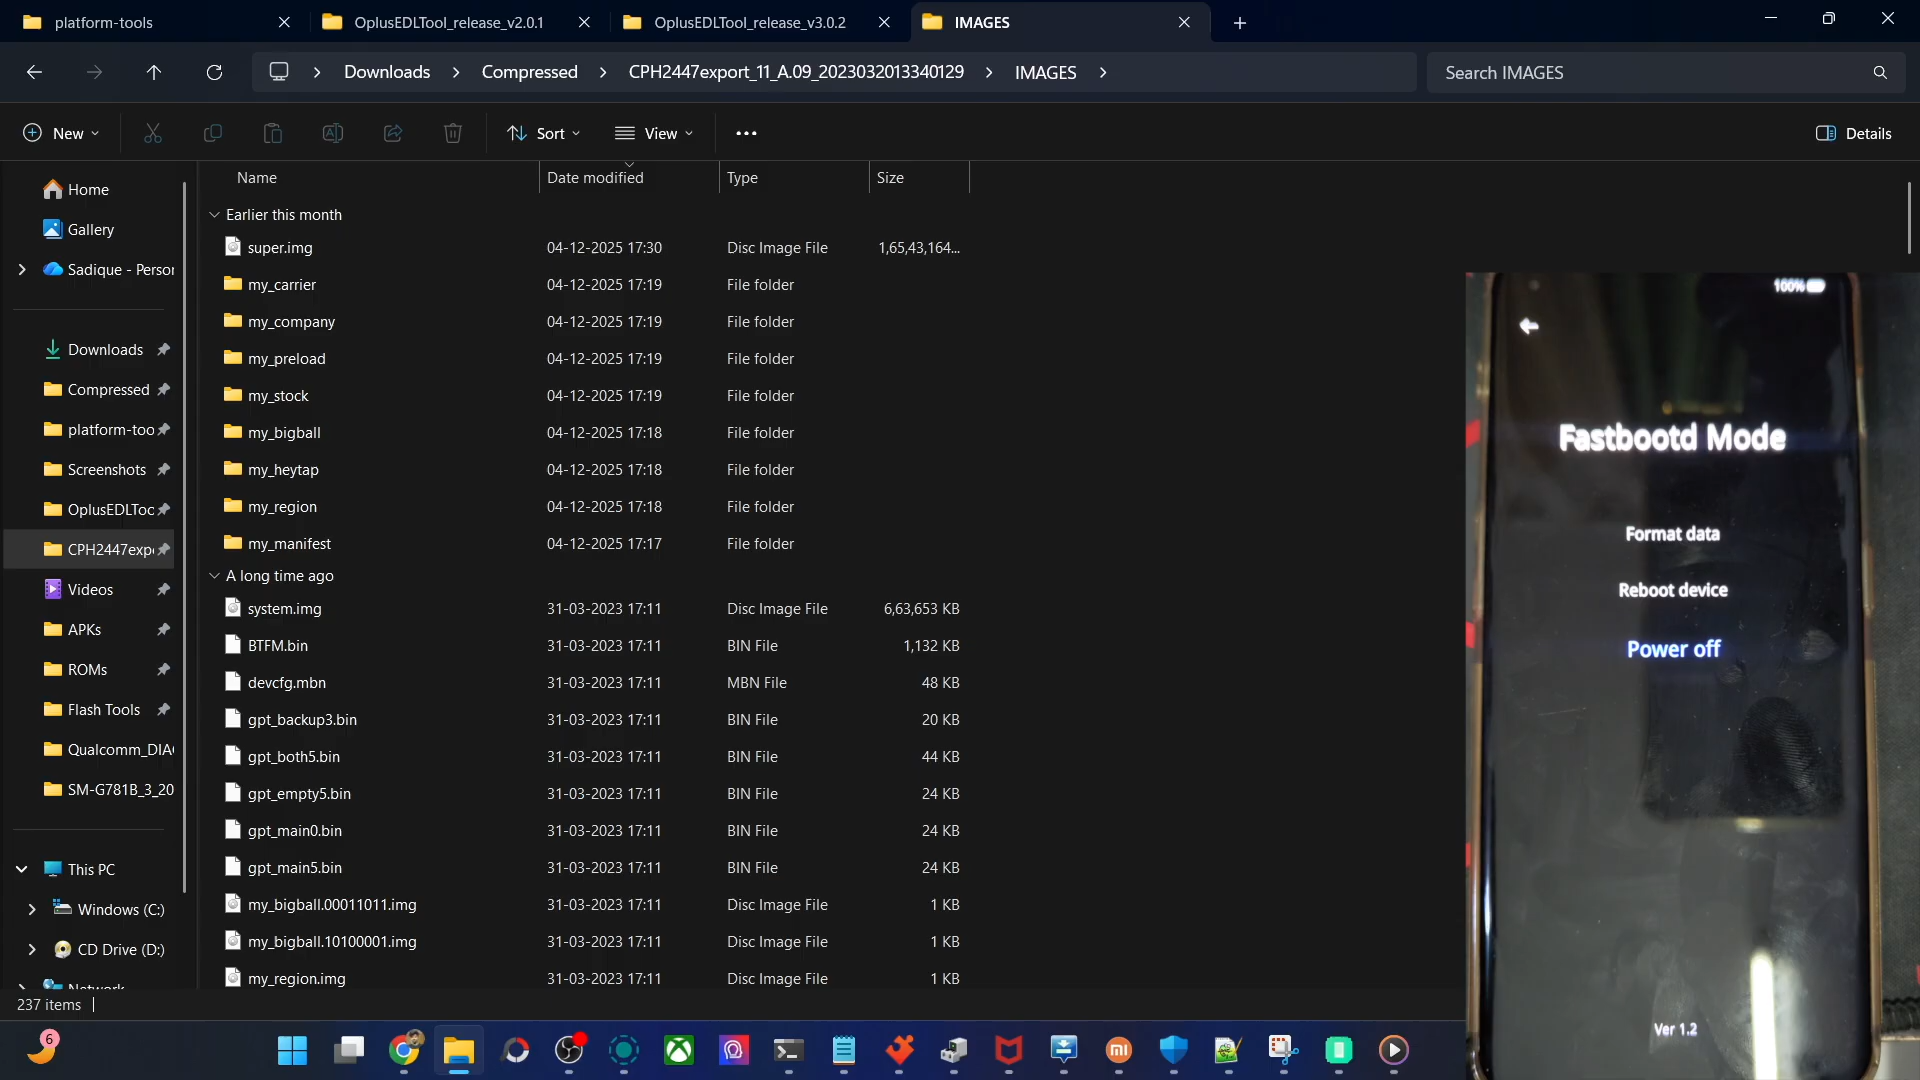 platform-tools
OplusEDLTool_release_v2.0.1
OplusEDLTool_release_v3.0.2
IMAGES
Downloads
Compressed
CPH2447export_11_A.09_2023032013340129
IMAGES
Search IMAGES
New
Sort
View
Details
Home
Gallery
Sadique - Person
Downloads
Compressed
platform-too
Screenshots
OplusEDLToo
CPH2447expo
Videos
APKs
ROMs
Flash Tools
Qualcomm_DIAG
SM-G781B_3_20
This PC
Windows (C:)
CD Drive (D:)
Network
Name Date modified Type Size
Earlier this month
super.img 04-12-2025 17:30 Disc Image File 1,65,43,164...
my_carrier 04-12-2025 17:19 File folder
my_company 04-12-2025 17:19 File folder
my_preload 04-12-2025 17:19 File folder
my_stock 04-12-2025 17:19 File folder
my_bigball 04-12-2025 17:18 File folder
my_heytap 04-12-2025 17:18 File folder
my_region 04-12-2025 17:18 File folder
my_manifest 04-12-2025 17:17 File folder
A long time ago
system.img 31-03-2023 17:11 Disc Image File 6,63,653 KB
BTFM.bin 31-03-2023 17:11 BIN File 1,132 KB
devcfg.mbn 31-03-2023 17:11 MBN File 48 KB
gpt_backup3.bin 31-03-2023 17:11 BIN File 20 KB
gpt_both5.bin 31-03-2023 17:11 BIN File 44 KB
gpt_empty5.bin 31-03-2023 17:11 BIN File 24 KB
gpt_main0.bin 31-03-2023 17:11 BIN File 24 KB
gpt_main5.bin 31-03-2023 17:11 BIN File 24 KB
my_bigball.00011011.img 31-03-2023 17:11 Disc Image File 1 KB
my_bigball.10100001.img 31-03-2023 17:11 Disc Image File 1 KB
my_region.img 31-03-2023 17:11 Disc Image File 1 KB
237 items
6
mi
100%
Fastbootd Mode
Format data
Reboot device
Power off
Ver 1.2